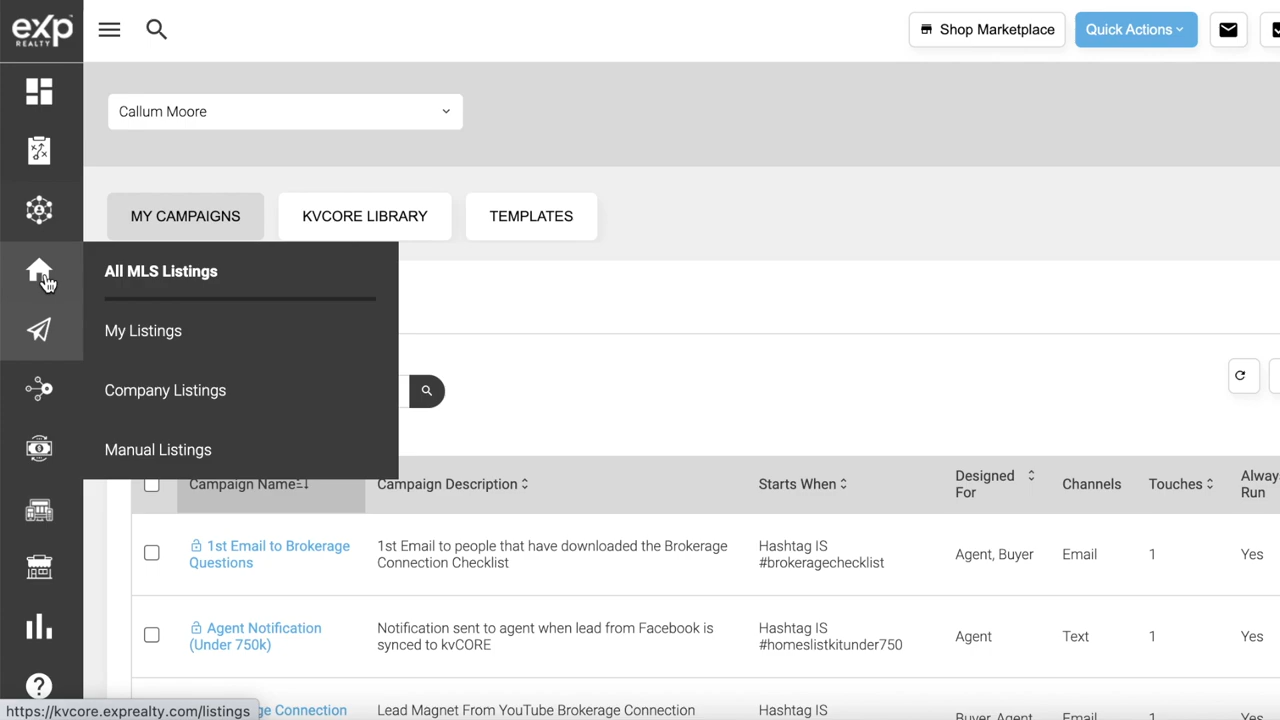 eXp
REALTY
Shop Marketplace
Quick Actions
Callum Moore
MY CAMPAIGNS
KVCORE LIBRARY
TEMPLATES
All MLS Listings
My Listings
Company Listings
Manual Listings
Campaign Name
Campaign Description
Starts When
Designed
For
Channels
Touches
Always
Run
1st Email to Brokerage
Questions
1st Email to people that have downloaded the Brokerage
Connection Checklist
Hashtag IS
#brokeragechecklist
Agent, Buyer
Email
1
Yes
Agent Notification
(Under 750k)
Notification sent to agent when lead from Facebook is
synced to kvCORE
Hashtag IS
#homeslistkitunder750
Agent
Text
1
Yes
ge Connection
Lead Magnet From YouTube Brokerage Connection
Hashtag IS
Buyer, Agent
Email
1
Yes
https://kvcore.exprealty.com/listings